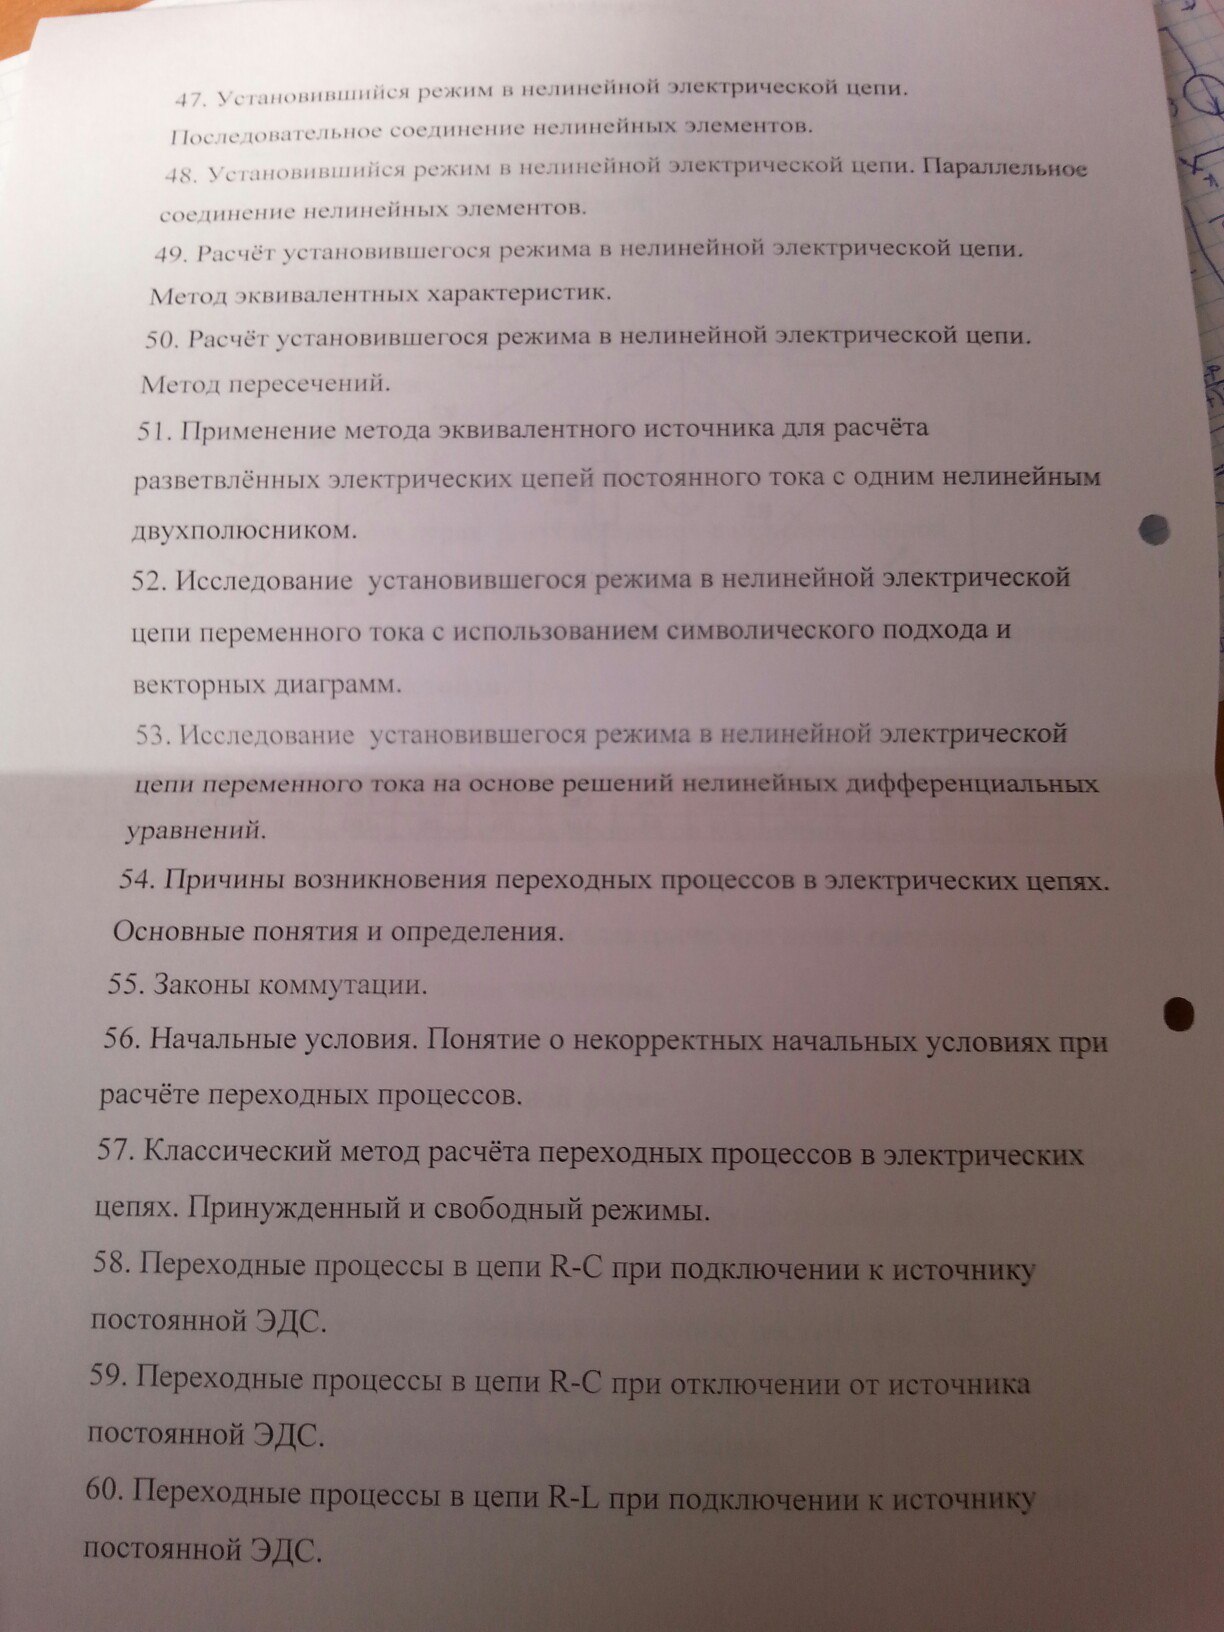 47. Установившийся режим в нелинейной электрической цепи.
Последовательное соединение нелинейных элементов.
48. Установившийся режим в нелинейной электрической цепи. Параллельное
соединение нелинейных элементов.
49. Расчёт установившегося режима в нелинейной электрической цепи.
Метод эквивалентных характеристик.
50. Расчёт установившегося режима в нелинейной электрической цепи.
Метод пересечений.
51. Применение метода эквивалентного источника для расчёта
разветвлённых электрических цепей постоянного тока с одним нелинейным
двухполюсником.
52. Исследование установившегося режима в нелинейной электрической
цепи переменного тока с использованием символического подхода и
векторных диаграмм.
53. Исследование установившегося режима в нелинейной электрической
цепи переменного тока на основе решений нелинейных дифференциальных
уравнений.
54. Причины возникновения переходных процессов в электрических цепях.
Основные понятия и определения.
55. Законы коммутации.
56. Начальные условия. Понятие о некорректных начальных условиях при
расчёте переходных процессов.
57. Классический метод расчёта переходных процессов в электрических
цепях. Принужденный и свободный режимы.
58. Переходные процессы в цепи R-C при подключении к источнику
постоянной ЭДС.
59. Переходные процессы в цепи R-C при отключении от источника
постоянной ЭДС.
60. Переходные процессы в цепи R-L при подключении к источнику
постоянной ЭДС.